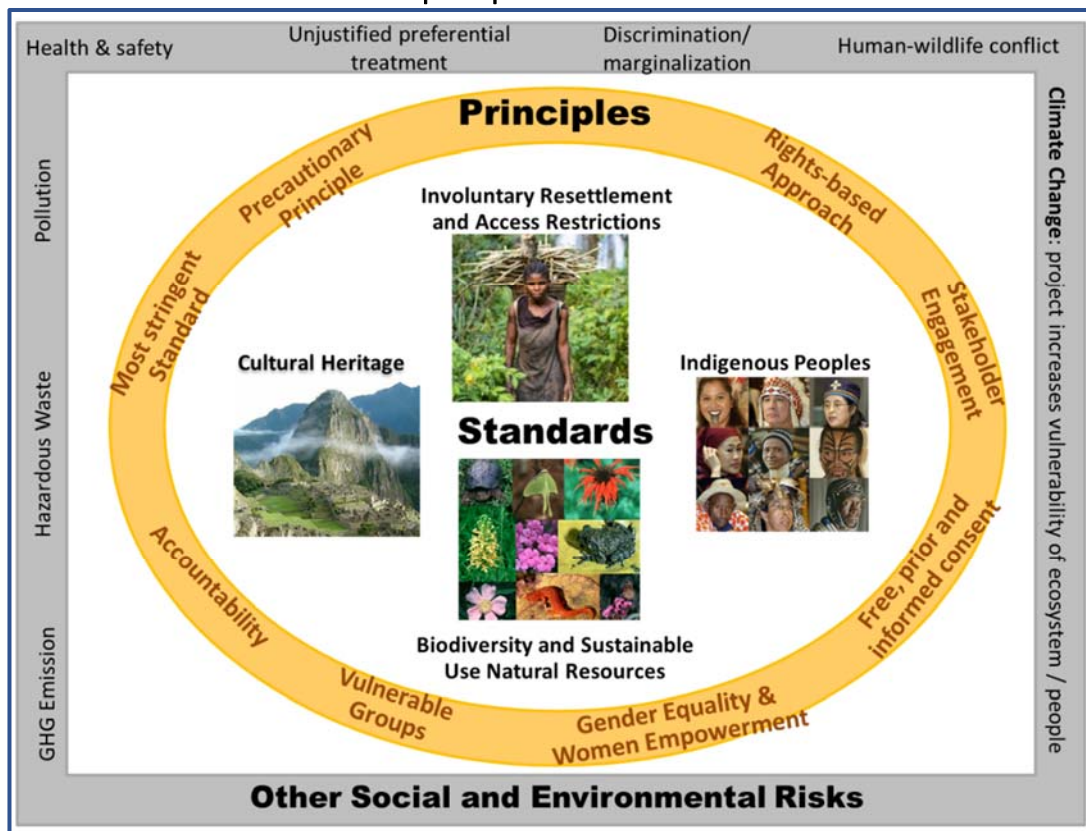 Health & safety
Unjustified preferential
treatment
Discrimination/
marginalization
Human-wildlife conflict
Pollution
Hazardous Waste
GHG Emission
Climate Change: project increases vulnerability of ecosystem / people
Principles
Precautionary
Principle
Rights-based
Approach
Most stringent
Standard
Stakeholder
Engagement
Involuntary Resettlement
and Access Restrictions
Cultural Heritage
Indigenous Peoples
Standards
Biodiversity and Sustainable
Use Natural Resources
Accountability
Free, prior and
informed consent
Vulnerable
Groups
Gender Equality &
Women Empowerment
Other Social and Environmental Risks